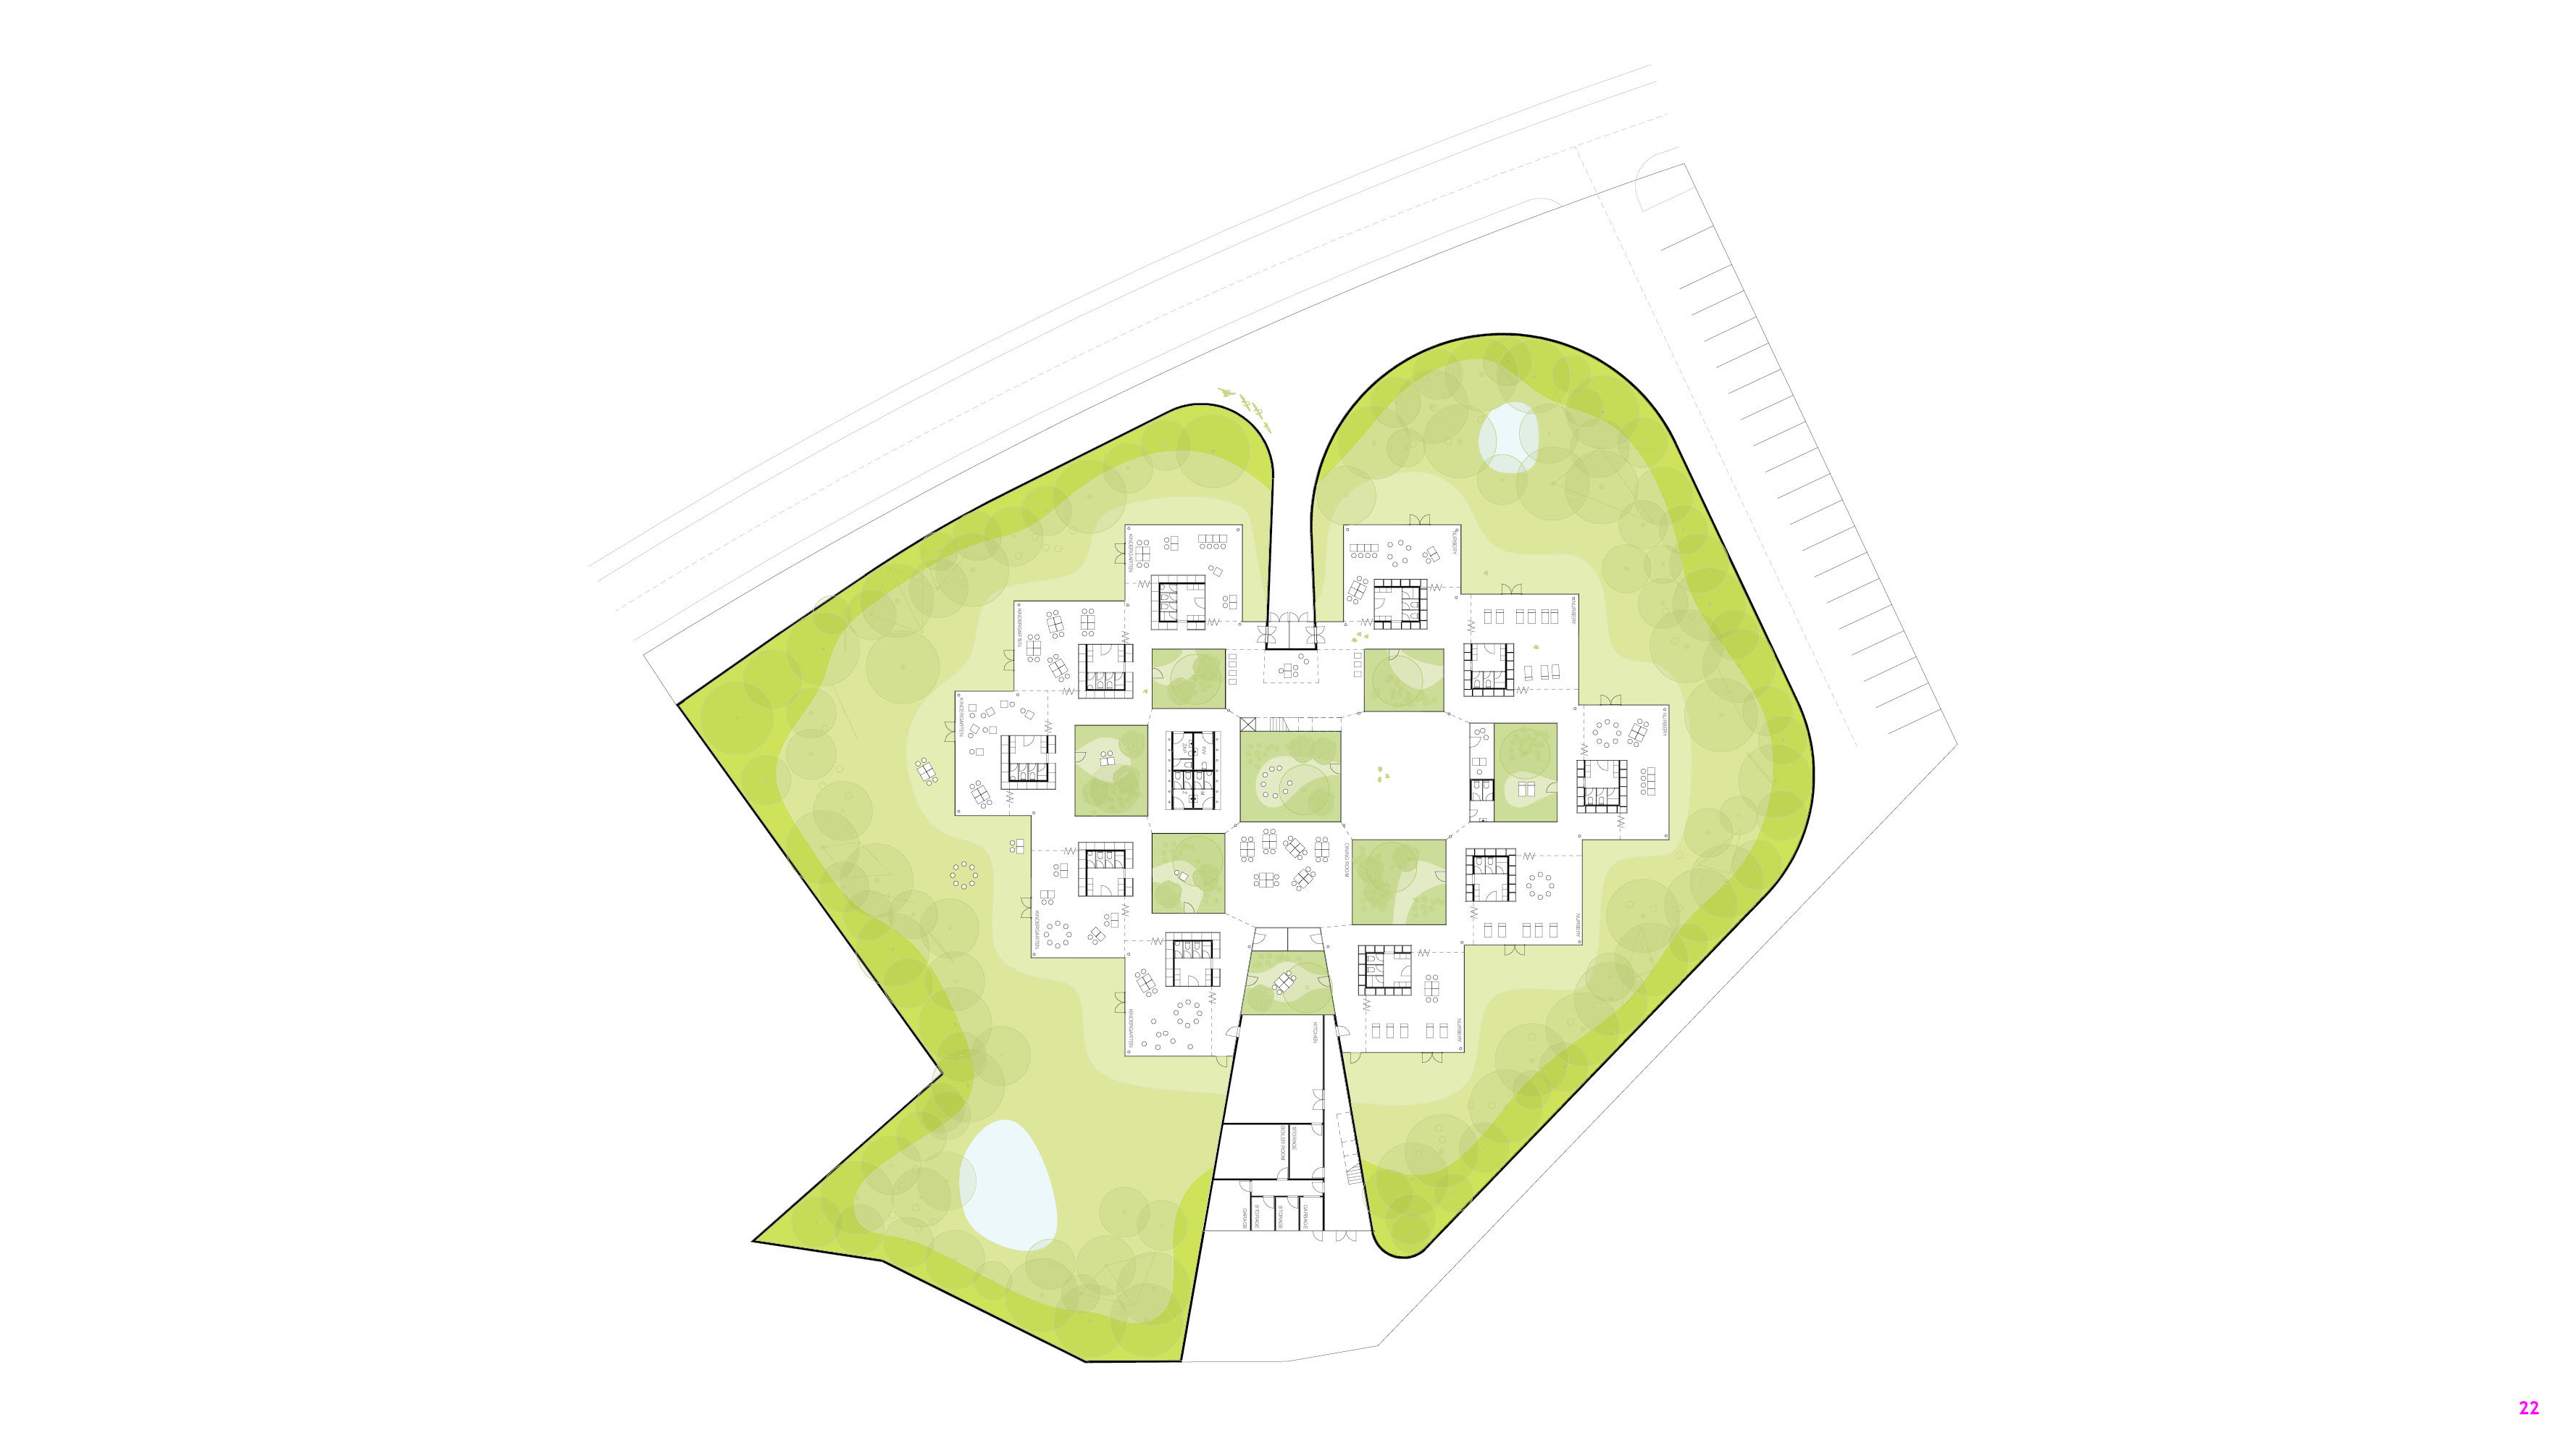 KINDERGARTEN
NURSERY
KINDERGARTEN
NURSERY
KINDERGARTEN
NURSERY
DINING ROOM
KINDERGARTEN
NURSERY
KINDERGARTEN
NURSERY
KITCHEN
BOILER ROOM
STORAGE
GARAGE
STORAGE
STORAGE
GARBAGE
22